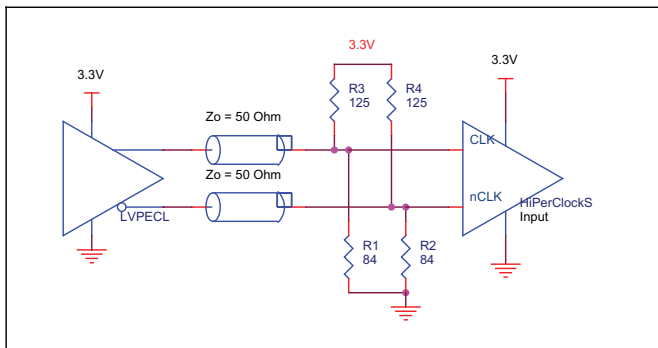 3.3V
3.3V
3.3V
R3
125
R4
125
Zo = 50 Ohm
CLK
Zo = 50 Ohm
nCLK
HiPerClockS
Input
LVPECL
R1
84
R2
84